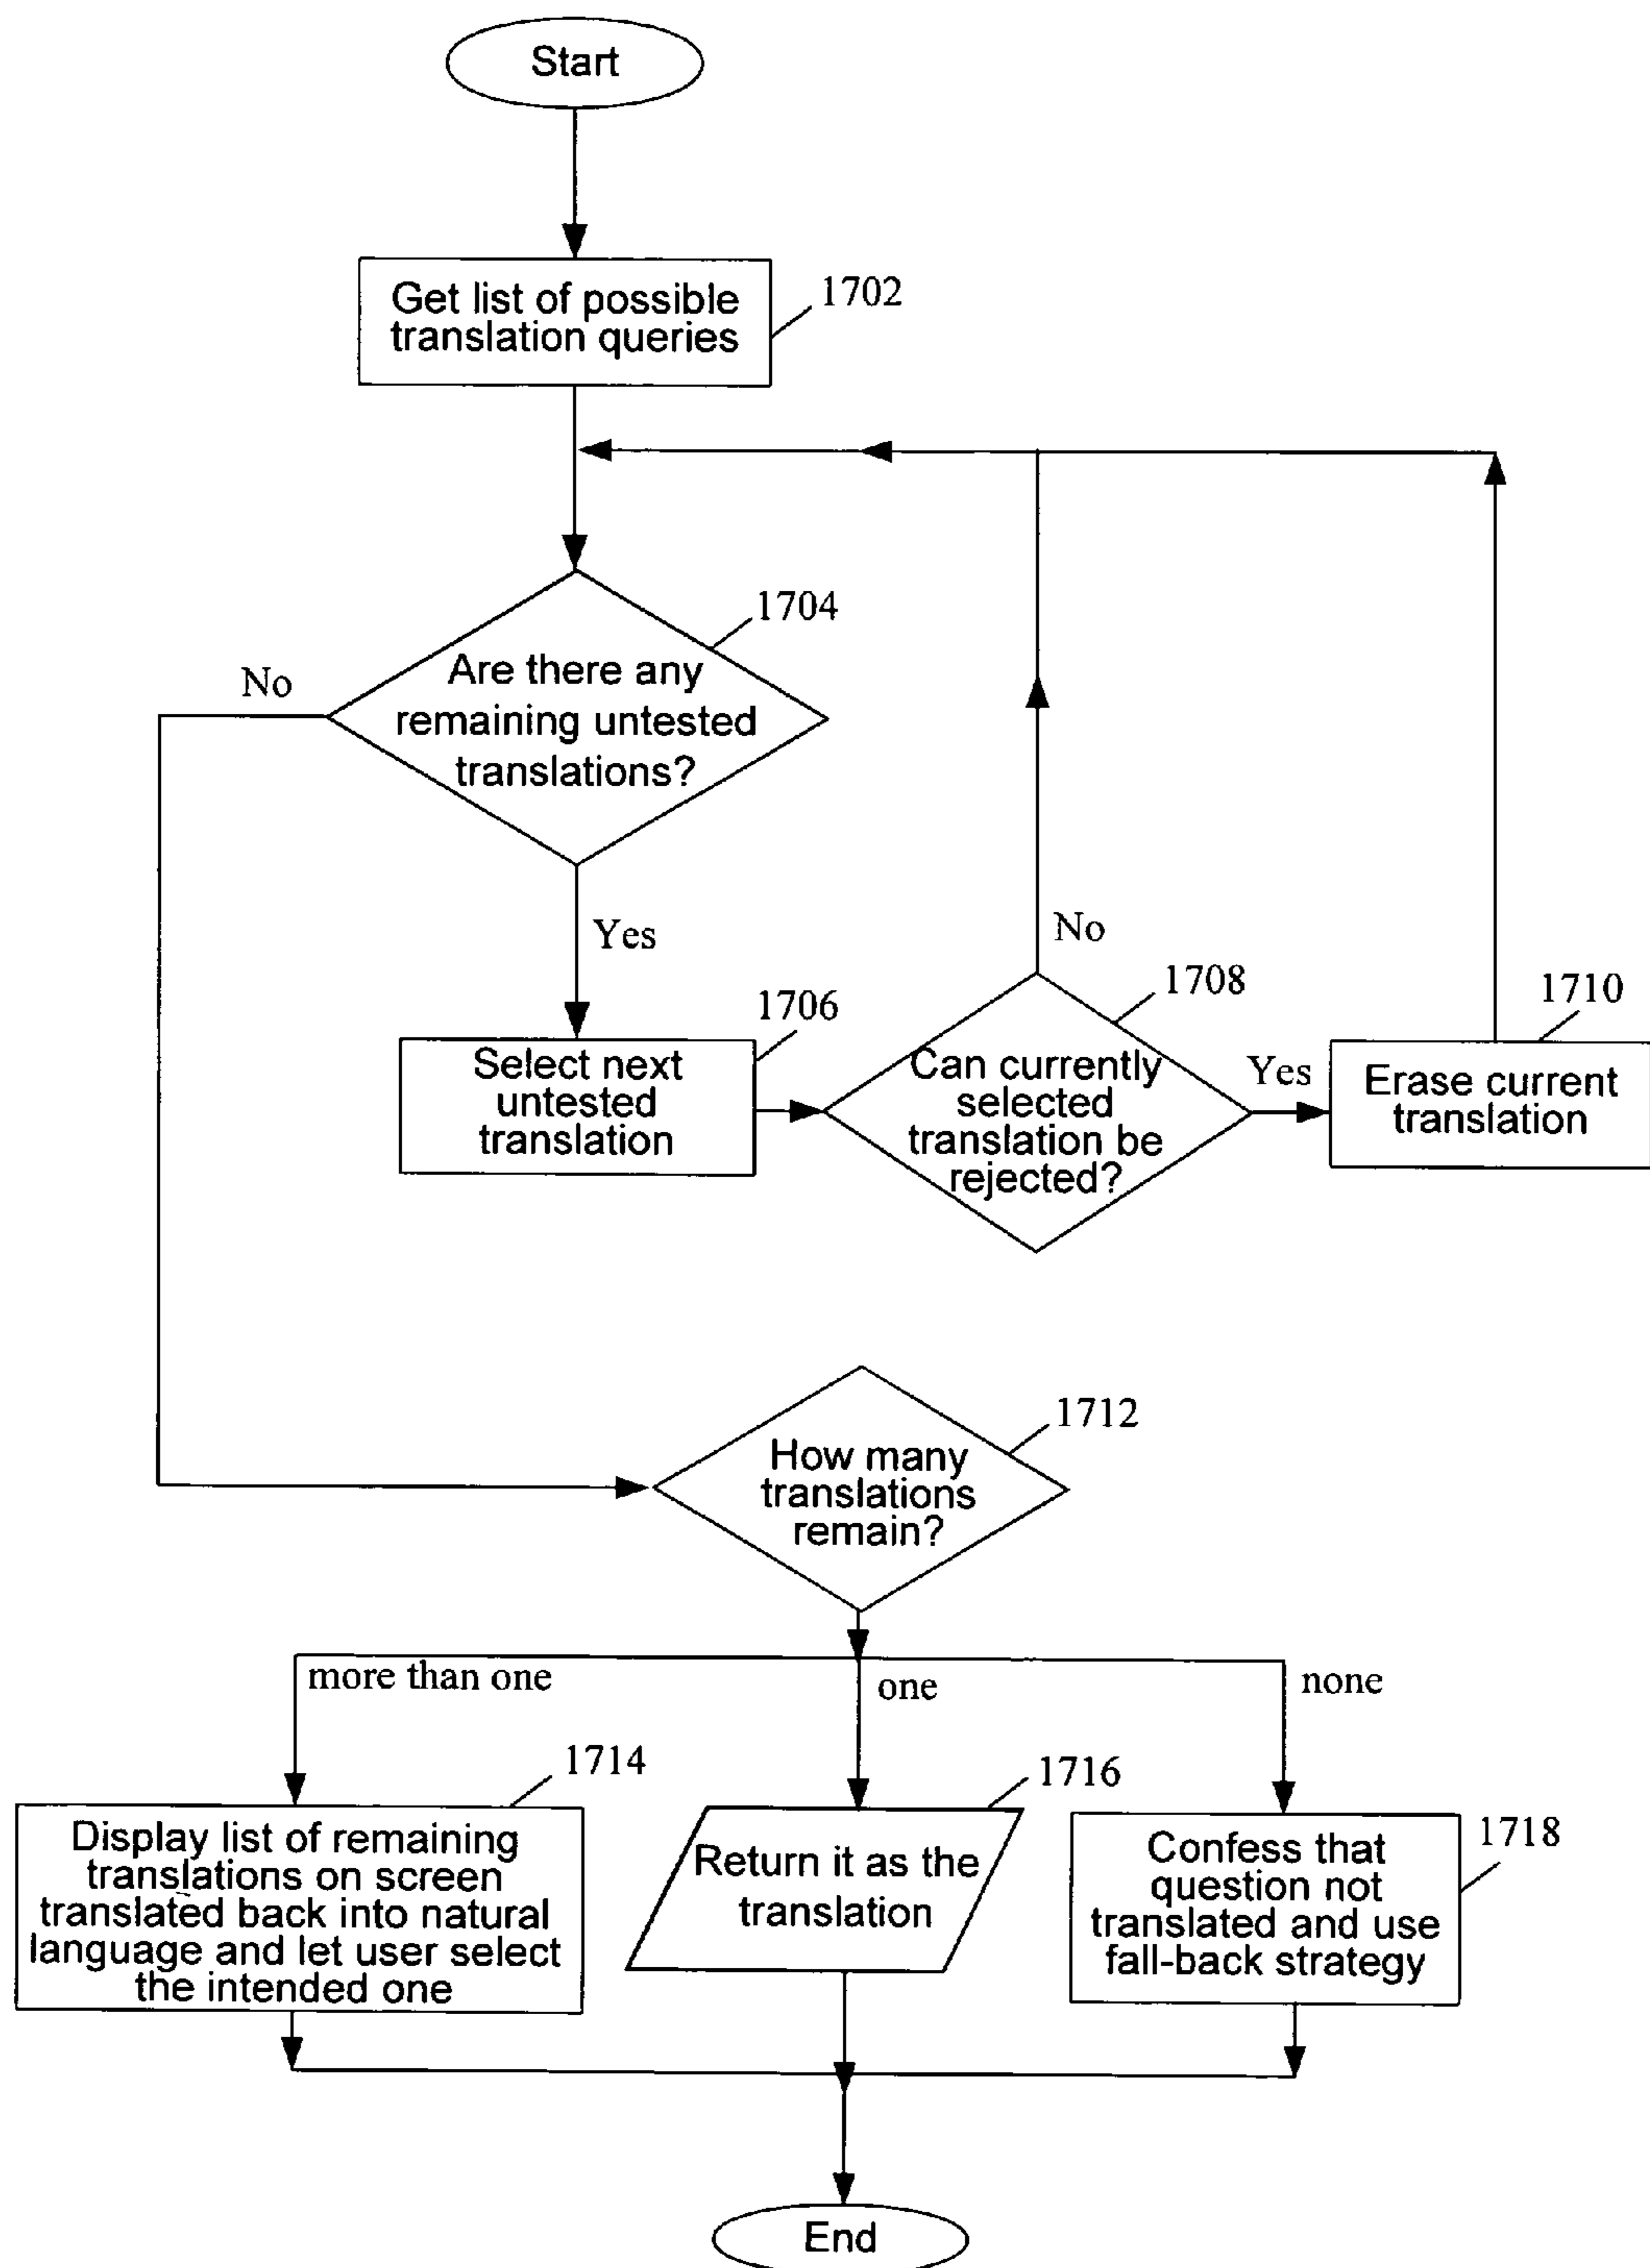 Start
Get list of possible
translation queries
1702
1704
Are there any
remaining untested
translations?
No
Yes
1706
Select next
untested
translation
No
1708
Can currently
selected
translation be
rejected?
Yes
1710
Erase current
translation
1712
How many
translations
remain?
more than one
one
none
1714
Display list of remaining
translations on screen
translated back into natural
language and let user select
the intended one
1716
Return it as the
translation
1718
Confess that
question not
translated and use
fall-back strategy
End